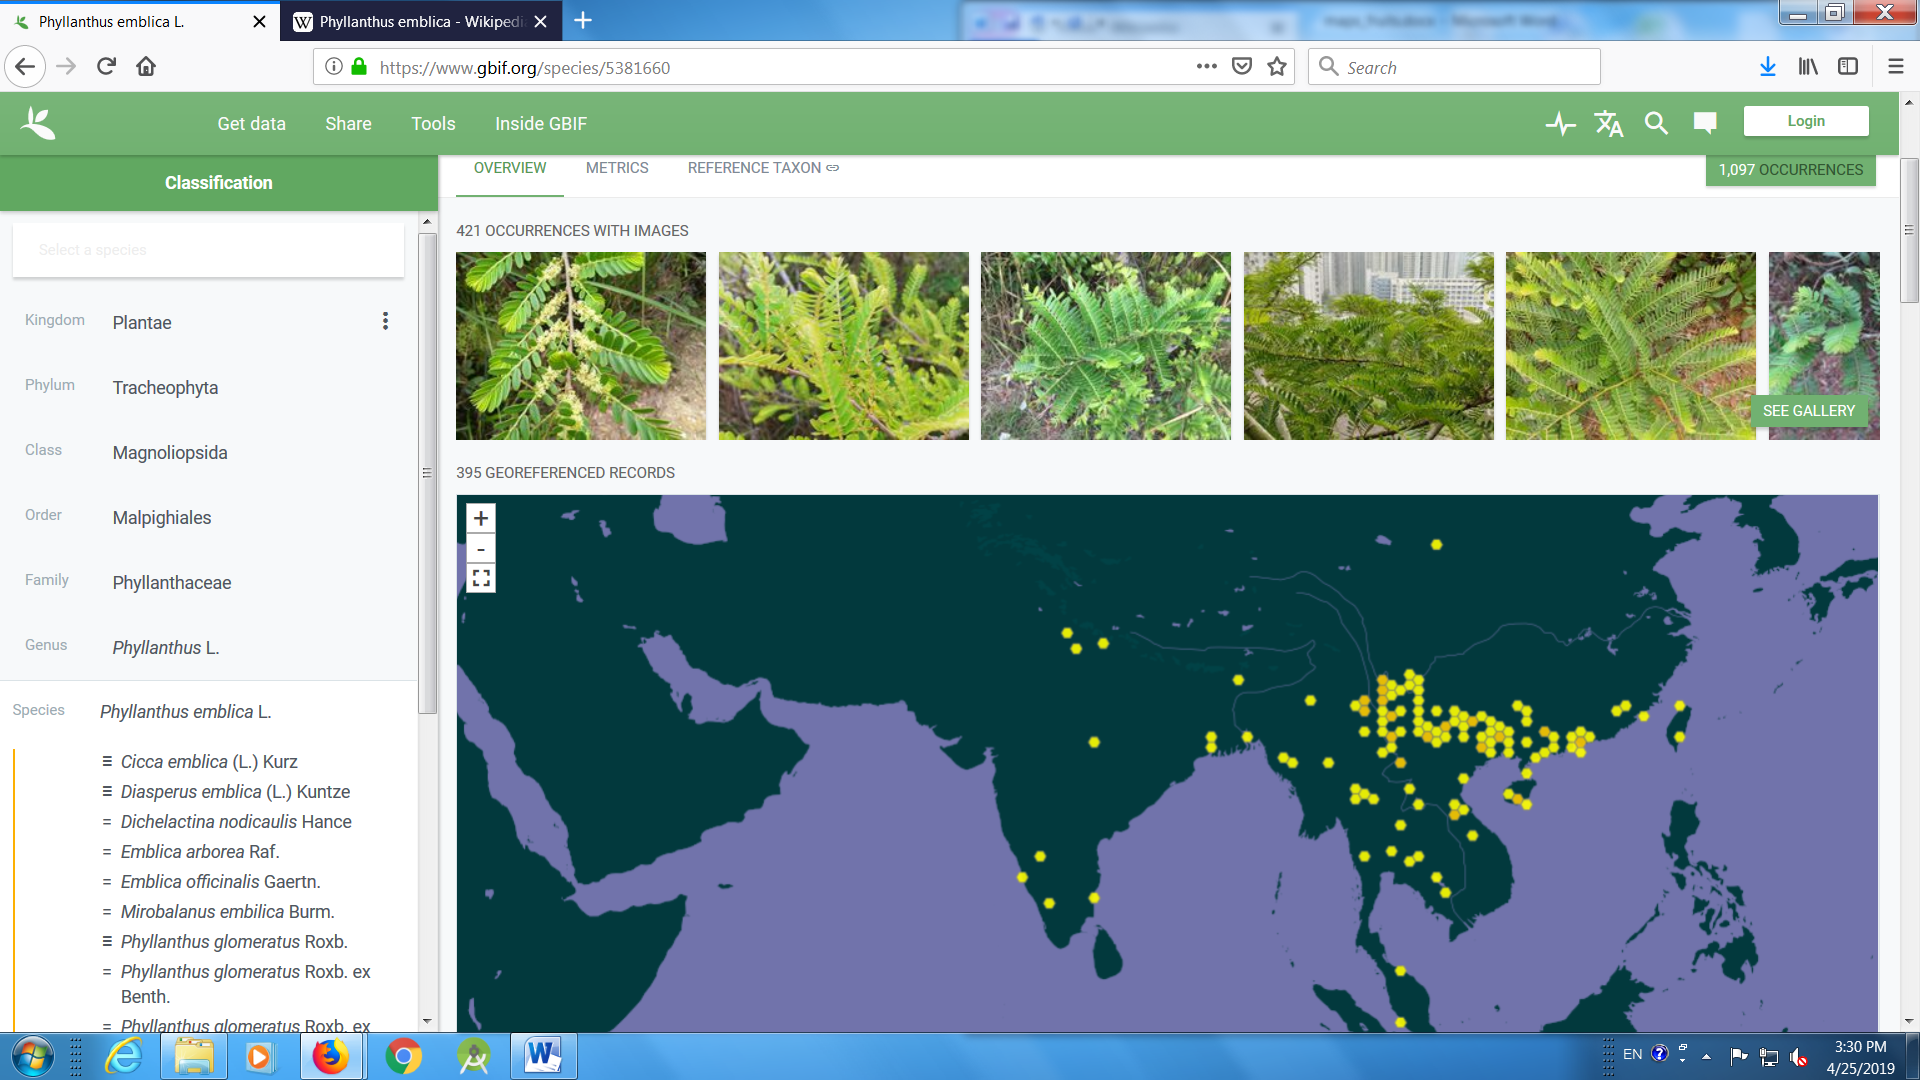 Phyllanthus emblica L.
Phyllanthus emblica - Wikipedi
https://www.gbif.org/species/5381660
Search
Get data
Share
Tools
Inside GBIF
Login
Classification
OVERVIEW
METRICS
REFERENCE TAXON
1,097 OCCURRENCES
Select a species
Kingdom Plantae
Phylum Tracheophyta
Class Magnoliopsida
Order Malpighiales
Family Phyllanthaceae
Genus Phyllanthus L.
Species Phyllanthus emblica L.
≡ Cicca emblica (L.) Kurz
≡ Diasperus emblica (L.) Kuntze
= Dichelactina nodicaulis Hance
= Emblica arborea Raf.
= Emblica officinalis Gaertn.
= Mirobalanus embilica Burm.
≡ Phyllanthus glomeratus Roxb.
= Phyllanthus glomeratus Roxb. ex
Benth.
= Phyllanthus glomeratus Roxb. ex
421 OCCURRENCES WITH IMAGES
SEE GALLERY
395 GEOREFERENCED RECORDS
+
-
EN
3:30 PM
4/25/2019